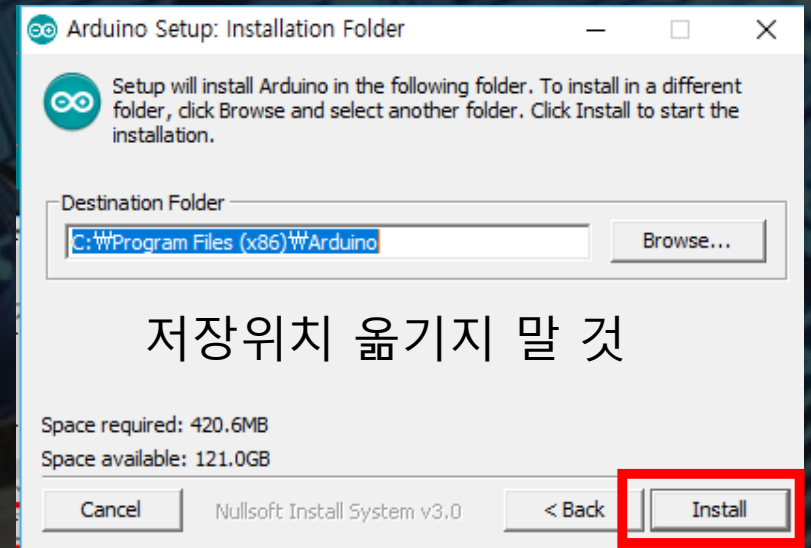 Arduino Setup: Installation Folder
Setup will install Arduino in the following folder. To install in a different
folder, click Browse and select another folder. Click Install to start the
installation.
Destination Folder
C:₩Program Files (x86)₩Arduino
Browse...
저장위치 옮기지 말 것
Space required: 420.6MB
Space available: 121.0GB
Cancel
Nullsoft Install System v3.0
< Back
Install